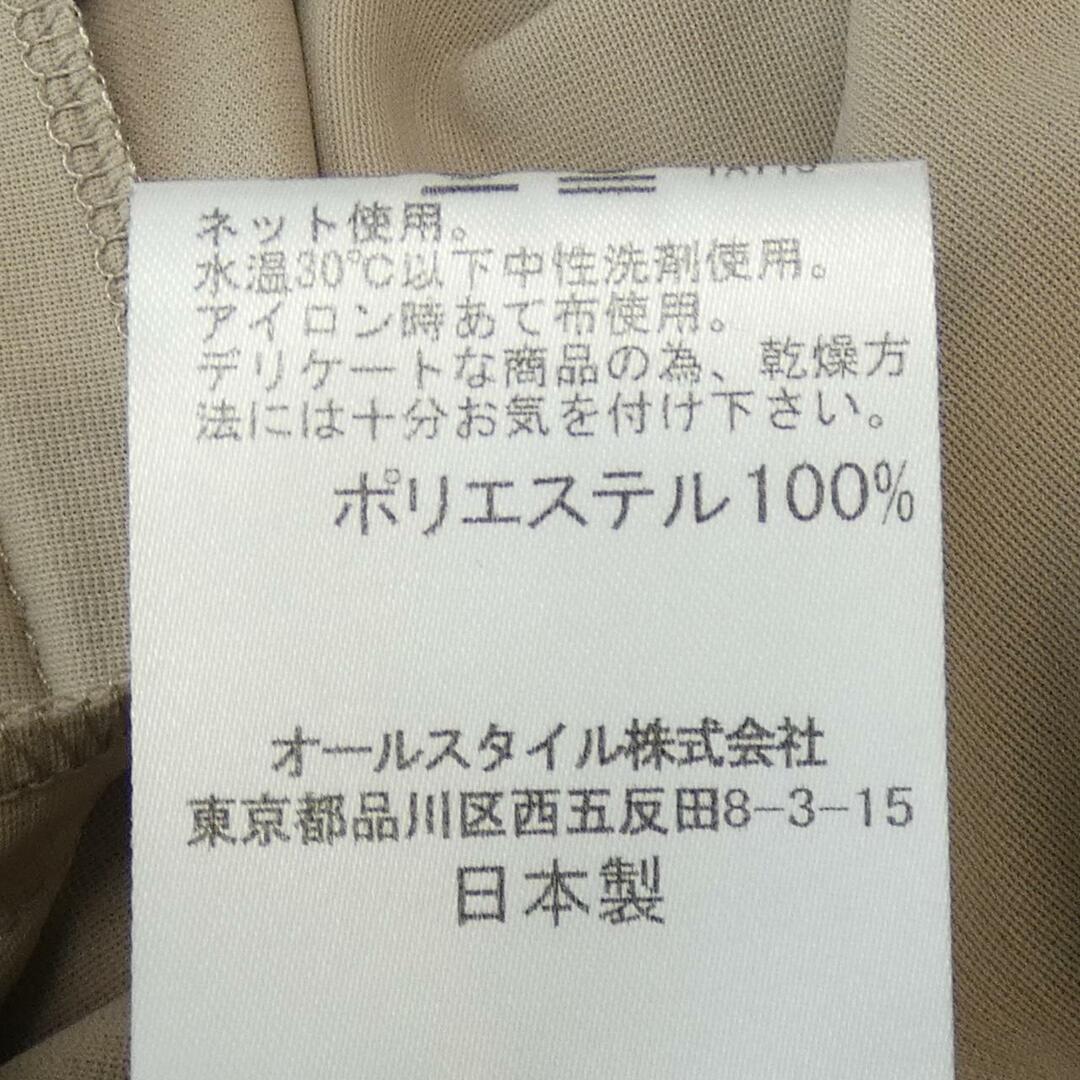 ネット使用。
水温30℃以下中性洗剤使用。
アイロン時あて布使用。
デリケートな商品の為、乾燥方
法には十分お気を付け下さい。
ポリエステル100%
オールスタイル株式会社
東京都品川区西五反田8-3-15
日本製